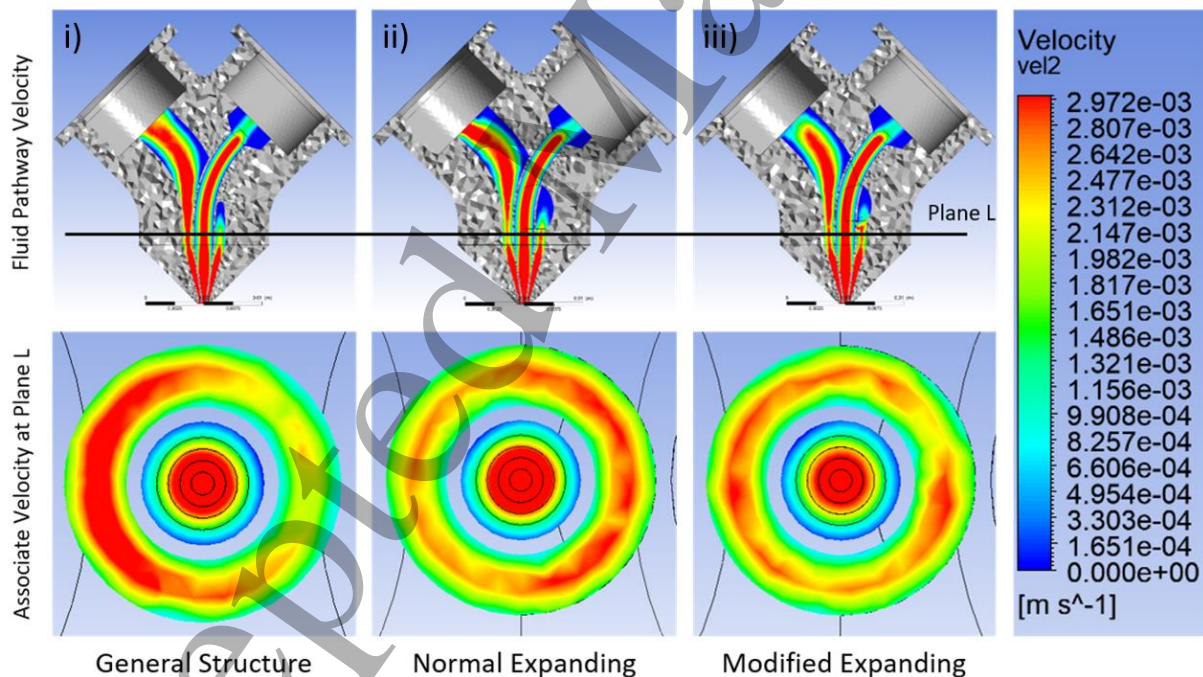 Fluid Pathway Velocity
i)
ii)
iii)
Plane L
Associate Velocity at Plane L
General Structure
Normal Expanding
Modified Expanding
Velocity
vel2
2.972e-03
2.807e-03
2.642e-03
2.477e-03
2.312e-03
2.147e-03
1.982e-03
1.817e-03
1.651e-03
1.486e-03
1.321e-03
1.156e-03
9.908e-04
8.257e-04
6.606e-04
4.954e-04
3.303e-04
1.651e-04
0.000e+00
[m s^-1]